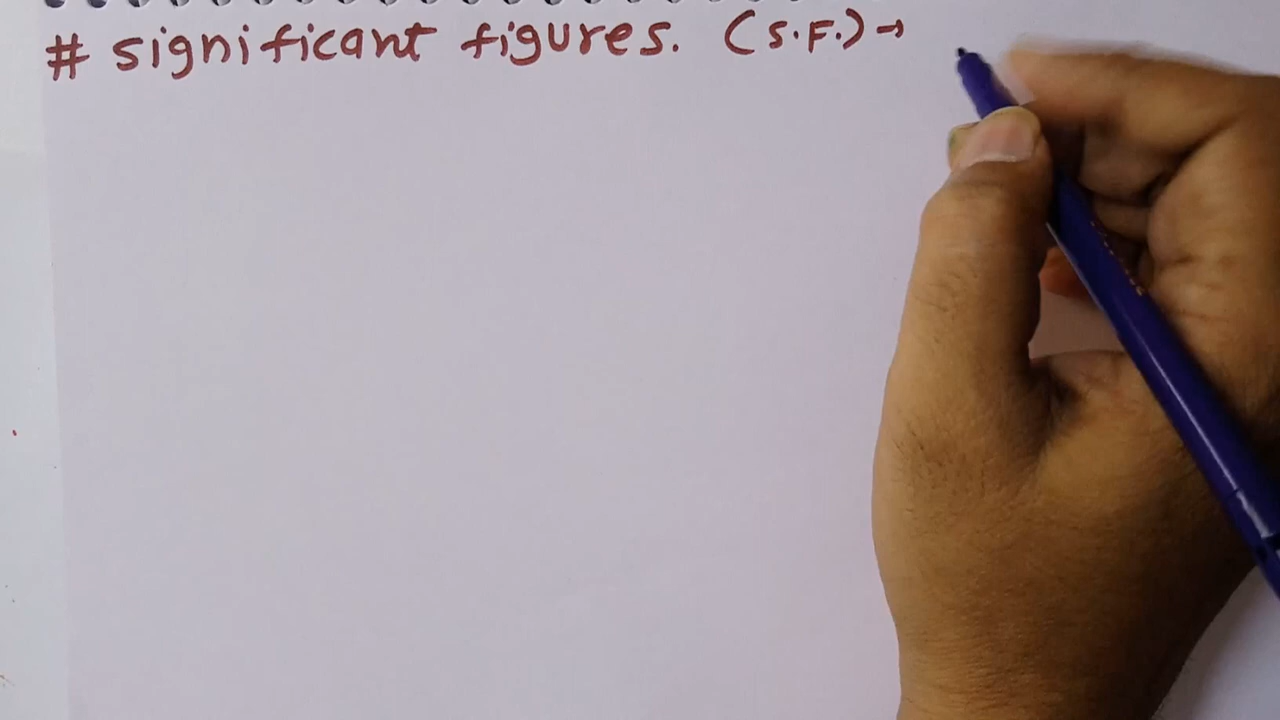 # significant figures. (S.F.) →